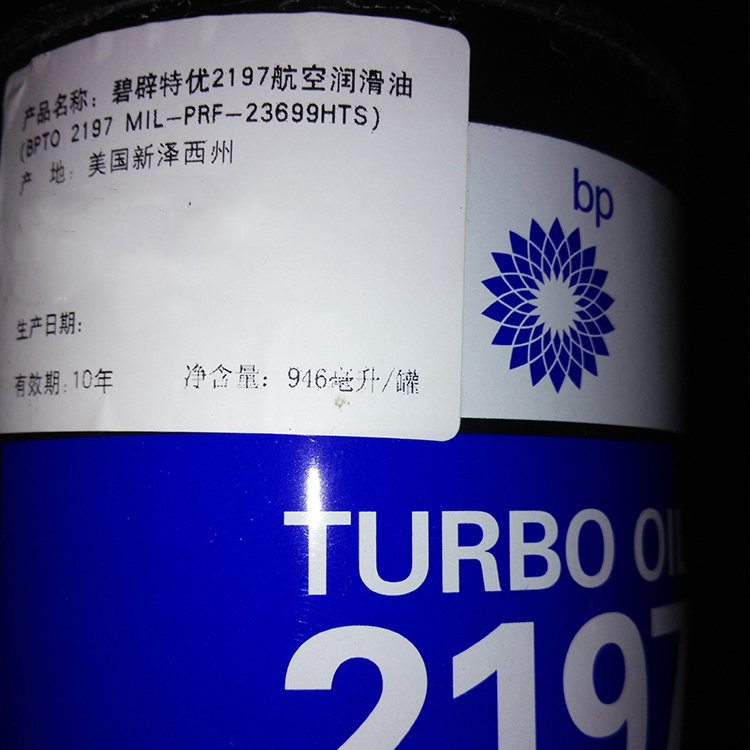 产品名称：碧辟特优2197航空润滑油
(BPTO 2197 MIL-PRF-23699HTS)
产 地：美国新泽西州
生产日期:
有效期:10年 净含量：946毫升/罐
bp
TURBO OIL
2197